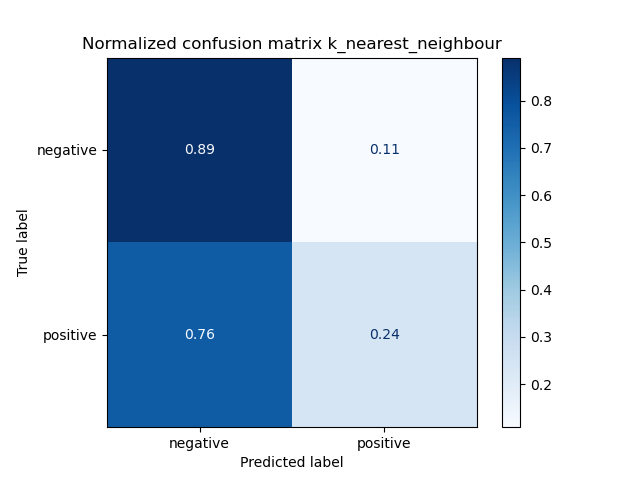 Normalized confusion matrix k_nearest_neighbour
True label
negative
0.89
0.11
positive
0.76
0.24
negative
positive
Predicted label
0.8
0.7
0.6
0.5
0.4
0.3
0.2